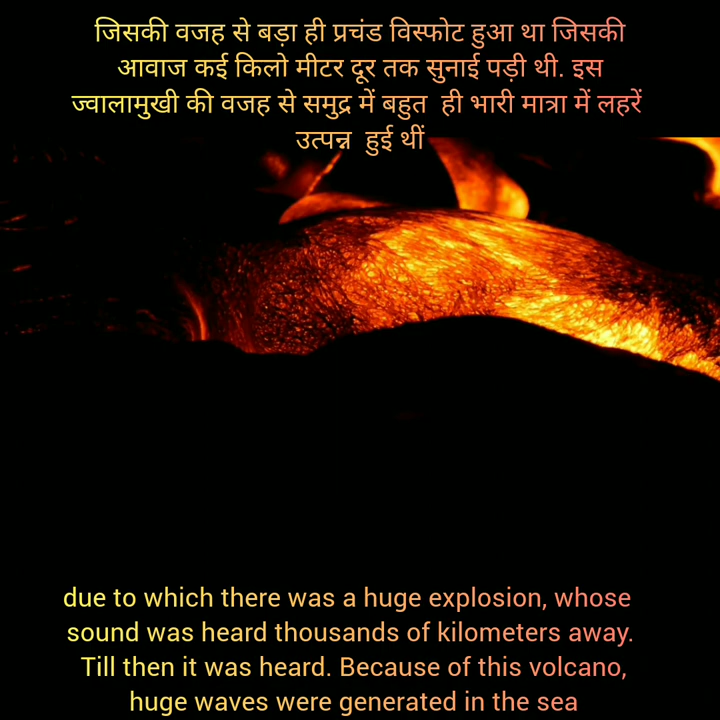 जिसकी वजह से बड़ा ही प्रचंड विस्फोट हुआ था जिसकी
आवाज कई किलो मीटर दूर तक सुनाई पड़ी थी. इस
ज्वालामुखी की वजह से समुद्र में बहुत ही भारी मात्रा में लहरें
उत्पन्न हुई थीं
due to which there was a huge explosion, whose
sound was heard thousands of kilometers away.
Till then it was heard. Because of this volcano,
huge waves were generated in the sea